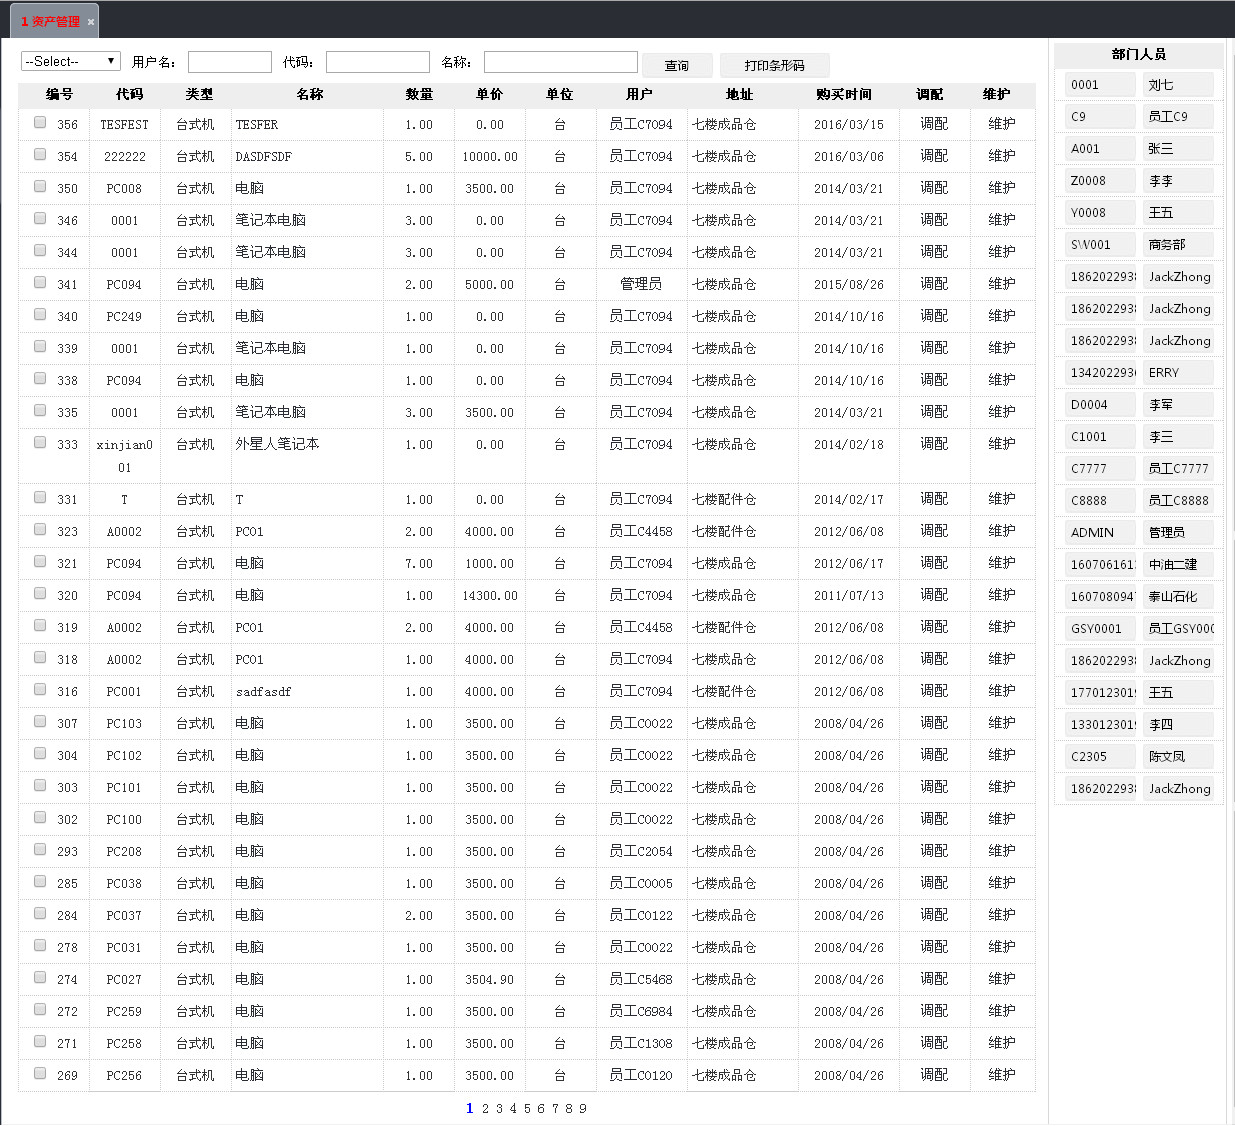 1 资产管理 ×
--Select-- 用户名： 代码： 名称： 查询 打印条形码
编号 代码 类型 名称 数量 单价 单位 用户 地址 购买时间 调配 维护
356 TESFEST 台式机 TESFER 1.00 0.00 台 员工C7094 七楼成品仓 2016/03/15 调配 维护
354 222222 台式机 DASDFSDF 5.00 10000.00 台 员工C7094 七楼成品仓 2016/03/06 调配 维护
350 PC008 台式机 电脑 1.00 3500.00 台 员工C7094 七楼成品仓 2014/03/21 调配 维护
346 0001 台式机 笔记本电脑 3.00 0.00 台 员工C7094 七楼成品仓 2014/03/21 调配 维护
344 0001 台式机 笔记本电脑 3.00 0.00 台 员工C7094 七楼成品仓 2014/03/21 调配 维护
341 PC094 台式机 电脑 2.00 5000.00 台 管理员 七楼成品仓 2015/08/26 调配 维护
340 PC249 台式机 电脑 1.00 0.00 台 员工C7094 七楼成品仓 2014/10/16 调配 维护
339 0001 台式机 笔记本电脑 1.00 0.00 台 员工C7094 七楼成品仓 2014/10/16 调配 维护
338 PC094 台式机 电脑 1.00 0.00 台 员工C7094 七楼成品仓 2014/10/16 调配 维护
335 0001 台式机 笔记本电脑 3.00 3500.00 台 员工C7094 七楼成品仓 2014/03/21 调配 维护
333 xinjian0 台式机 外星人笔记本 1.00 0.00 台 员工C7094 七楼成品仓 2014/02/18 调配 维护
01
331 T 台式机 T 1.00 0.00 台 员工C7094 七楼配件仓 2014/02/17 调配 维护
323 A0002 台式机 PC01 2.00 4000.00 台 员工C4458 七楼配件仓 2012/06/08 调配 维护
321 PC094 台式机 电脑 7.00 1000.00 台 员工C7094 七楼成品仓 2012/06/17 调配 维护
320 PC094 台式机 电脑 1.00 14300.00 台 员工C7094 七楼成品仓 2011/07/13 调配 维护
319 A0002 台式机 PC01 2.00 4000.00 台 员工C4458 七楼配件仓 2012/06/08 调配 维护
318 A0002 台式机 PC01 1.00 4000.00 台 员工C7094 七楼配件仓 2012/06/08 调配 维护
316 PC001 台式机 sadfasdf 1.00 4000.00 台 员工C7094 七楼配件仓 2012/06/08 调配 维护
307 PC103 台式机 电脑 1.00 3500.00 台 员工C0022 七楼成品仓 2008/04/26 调配 维护
304 PC102 台式机 电脑 1.00 3500.00 台 员工C0022 七楼成品仓 2008/04/26 调配 维护
303 PC101 台式机 电脑 1.00 3500.00 台 员工C0022 七楼成品仓 2008/04/26 调配 维护
302 PC100 台式机 电脑 1.00 3500.00 台 员工C0022 七楼成品仓 2008/04/26 调配 维护
293 PC208 台式机 电脑 1.00 3500.00 台 员工C2054 七楼成品仓 2008/04/26 调配 维护
285 PC038 台式机 电脑 1.00 3500.00 台 员工C0005 七楼成品仓 2008/04/26 调配 维护
284 PC037 台式机 电脑 2.00 3500.00 台 员工C0122 七楼成品仓 2008/04/26 调配 维护
278 PC031 台式机 电脑 1.00 3500.00 台 员工C0022 七楼成品仓 2008/04/26 调配 维护
274 PC027 台式机 电脑 1.00 3504.90 台 员工C5468 七楼成品仓 2008/04/26 调配 维护
272 PC259 台式机 电脑 1.00 3500.00 台 员工C6984 七楼成品仓 2008/04/26 调配 维护
271 PC258 台式机 电脑 1.00 3500.00 台 员工C1308 七楼成品仓 2008/04/26 调配 维护
269 PC256 台式机 电脑 1.00 3500.00 台 员工C0120 七楼成品仓 2008/04/26 调配 维护
1 2 3 4 5 6 7 8 9
部门人员
0001 刘七
C9 员工C9
A001 张三
Z0008 李李
Y0008 王五
SW001 商务部
186202293 JackZhong
186202293 JackZhong
186202293 JackZhong
134202293 ERRY
D0004 李军
C1001 李三
C7777 员工C7777
C8888 员工C8888
ADMIN 管理员
160706161 中油二建
160708094 泰山石化
GSY0001 员工GSY00
186202293 JackZhong
177012301 王五
133012301 李四
C2305 陈文凤
186202293 JackZhong